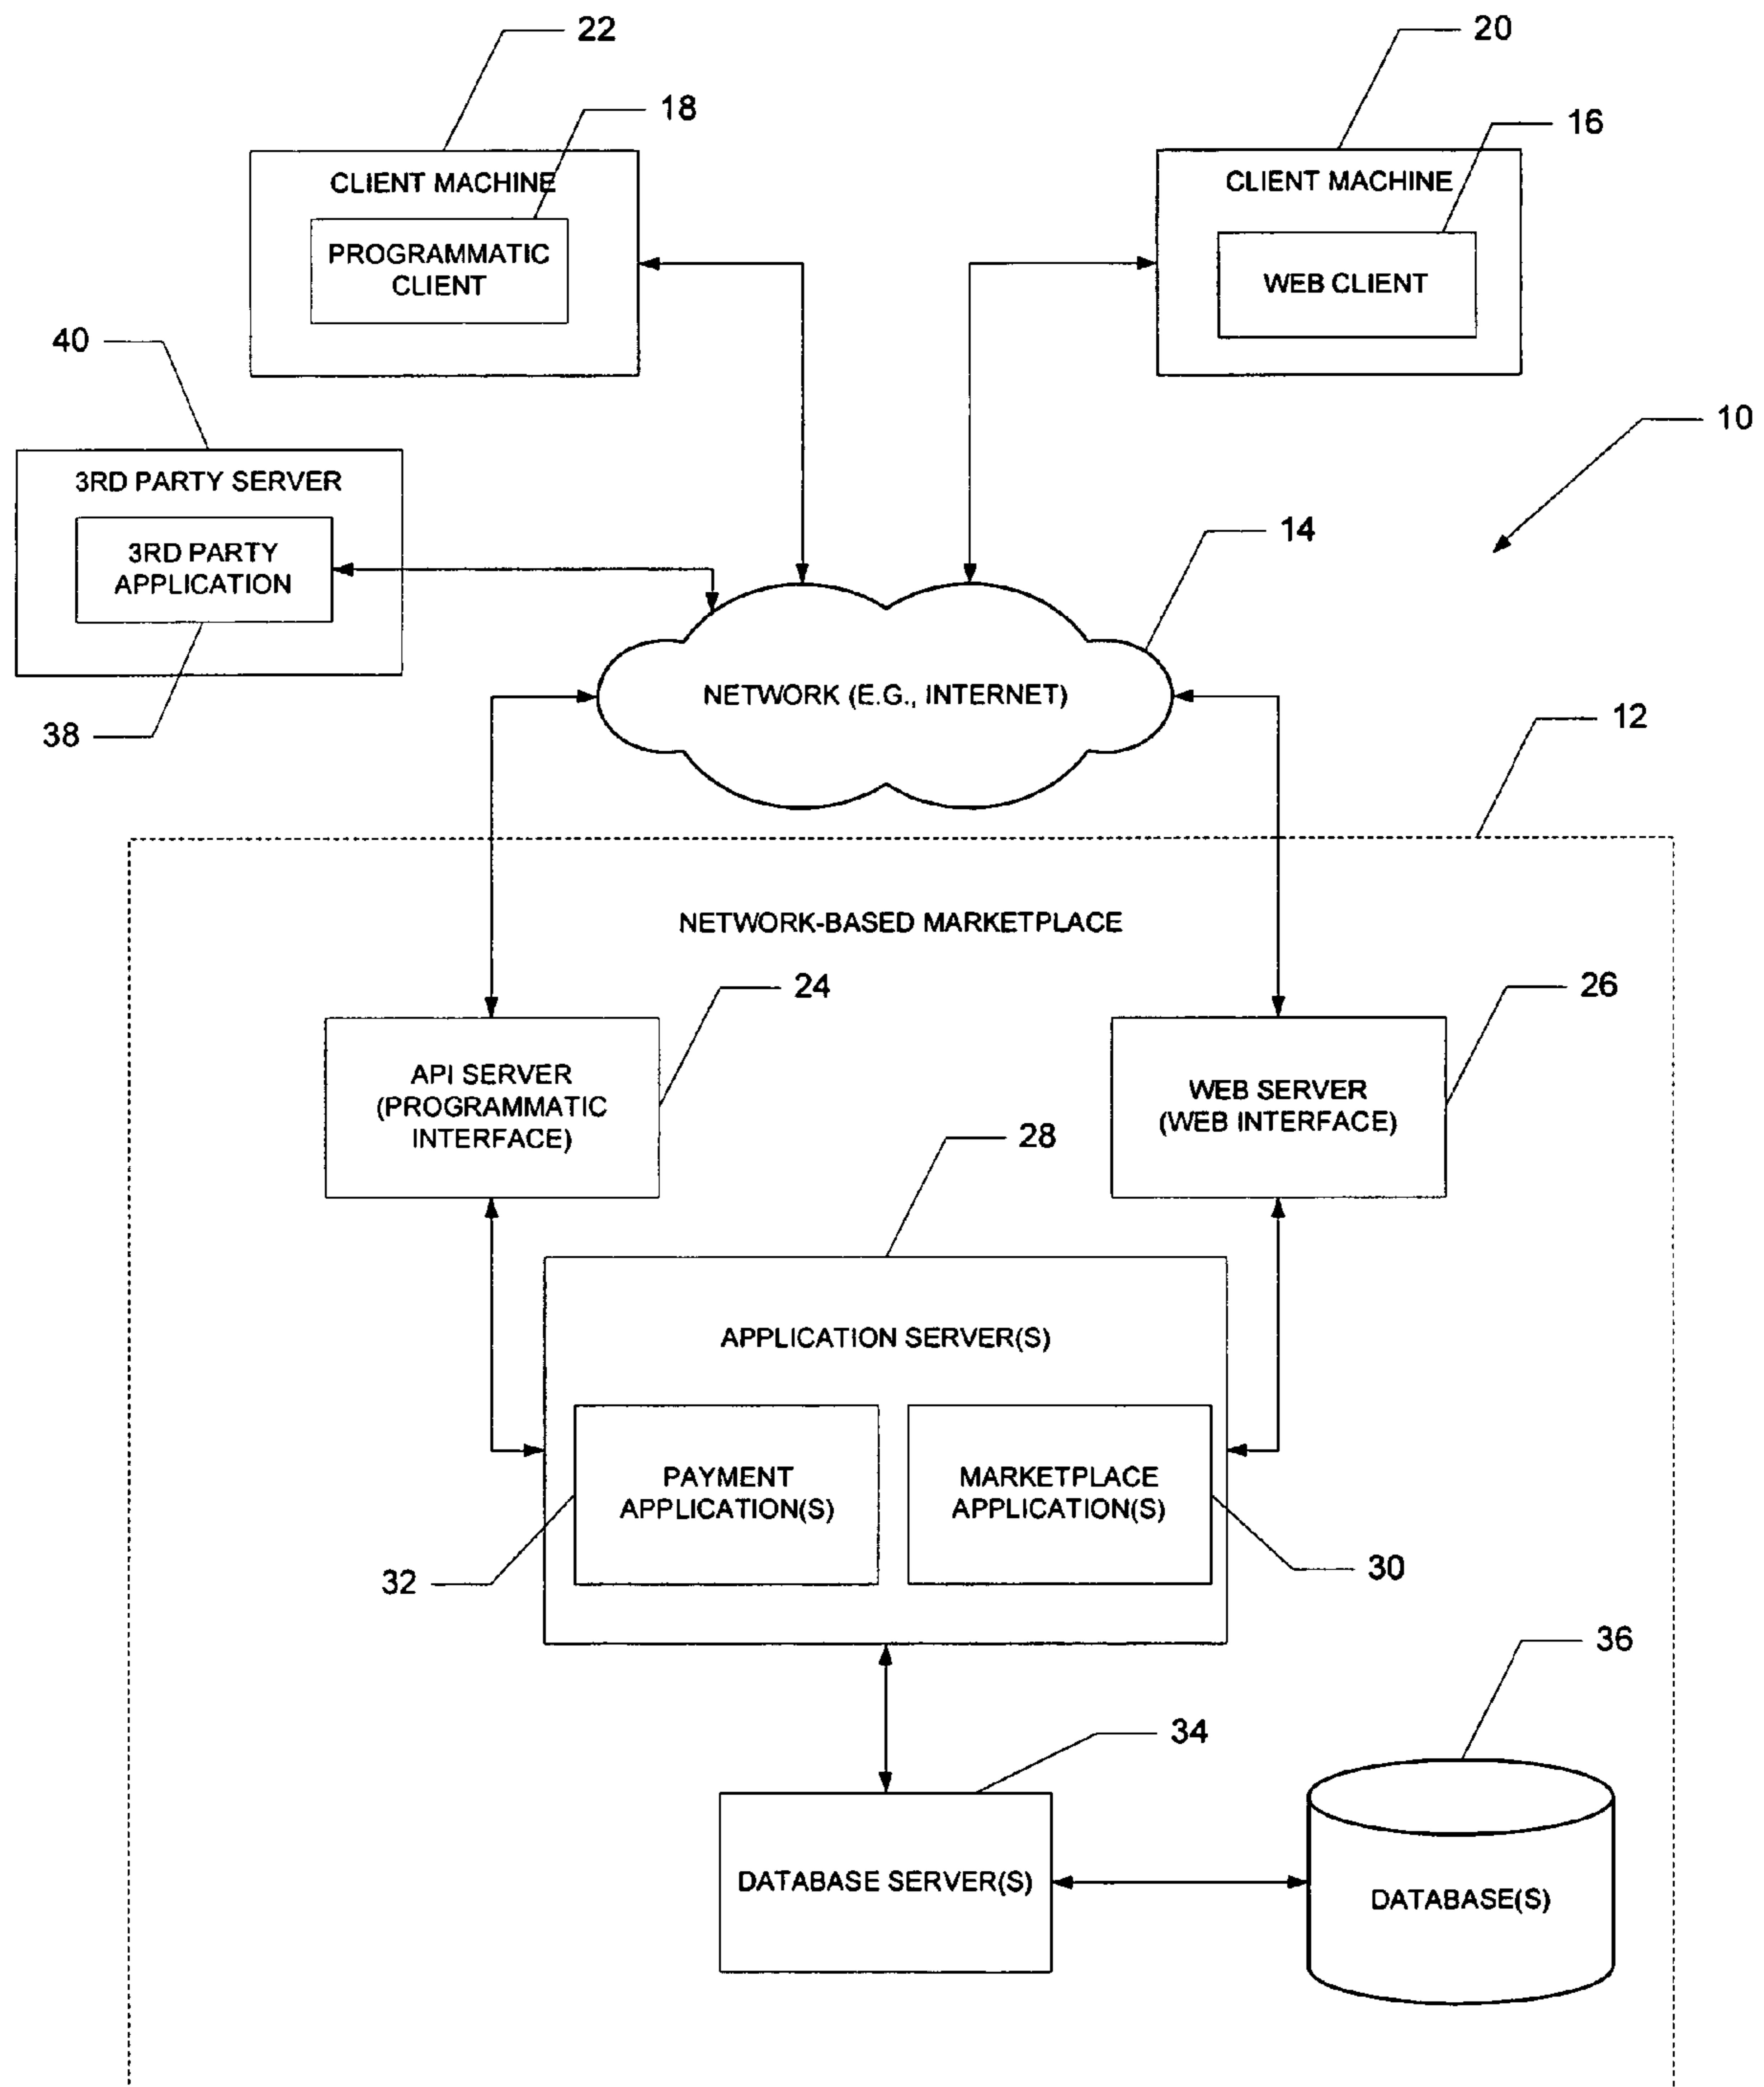 22
20
18
16
CLIENT MACHINE
PROGRAMMATIC
CLIENT
CLIENT MACHINE
WEB CLIENT
40
10
3RD PARTY SERVER
3RD PARTY
APPLICATION
14
38
NETWORK (E.G., INTERNET)
12
NETWORK-BASED MARKETPLACE
24
26
API SERVER
(PROGRAMMATIC
INTERFACE)
WEB SERVER
(WEB INTERFACE)
28
APPLICATION SERVER(S)
PAYMENT
APPLICATION(S)
MARKETPLACE
APPLICATION(S)
32
30
36
34
DATABASE SERVER(S)
DATABASE(S)